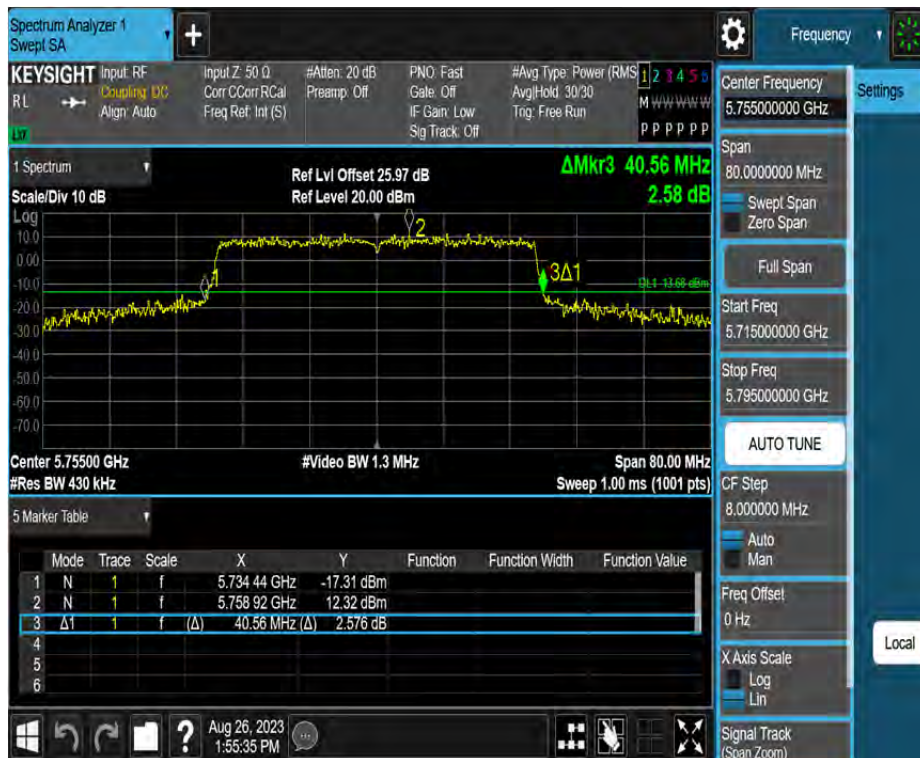 Spectrum Analyzer 1
Swept SA
+
Frequency
KEYSIGHT
Input: RF
Input Z: 50 Ω
#Atten: 20 dB
PNO: Fast
#Avg Type: Power (RMS
1 2 3 4 5 6
RL
Coupling: DC
Corr CCorr RCal
Preamp: Off
Gate: Off
Avg|Hold: 30/30
M W W W W W
Align: Auto
Freq Ref: Int (S)
IF Gain: Low
Trig: Free Run
Sig Track: Off
P P P P P P
LXI
Center Frequency
5.755000000 GHz
Settings
1 Spectrum
Ref Lvl Offset 25.97 dB
ΔMkr3 40.56 MHz
Scale/Div 10 dB
Ref Level 20.00 dBm
2.58 dB
Span
80.0000000 MHz
Swept Span
Zero Span
Log
10.0
0.00
-10.0
-20.0
-30.0
-40.0
-50.0
-60.0
-70.0
2
1
3Δ1
DL1 -13.68 dBm
Full Span
Start Freq
5.715000000 GHz
Stop Freq
5.795000000 GHz
AUTO TUNE
Center 5.75500 GHz
#Video BW 1.3 MHz
Span 80.00 MHz
#Res BW 430 kHz
Sweep 1.00 ms (1001 pts)
CF Step
8.000000 MHz
Auto
Man
5 Marker Table
Mode Trace Scale X Y Function Function Width Function Value
1 N 1 f 5.734 44 GHz -17.31 dBm
2 N 1 f 5.758 92 GHz 12.32 dBm
3 Δ1 1 f (Δ) 40.56 MHz (Δ) 2.576 dB
4
5
6
Freq Offset
0 Hz
Local
X Axis Scale
Log
Lin
?
Aug 26, 2023
1:55:35 PM
Signal Track
(Span Zoom)